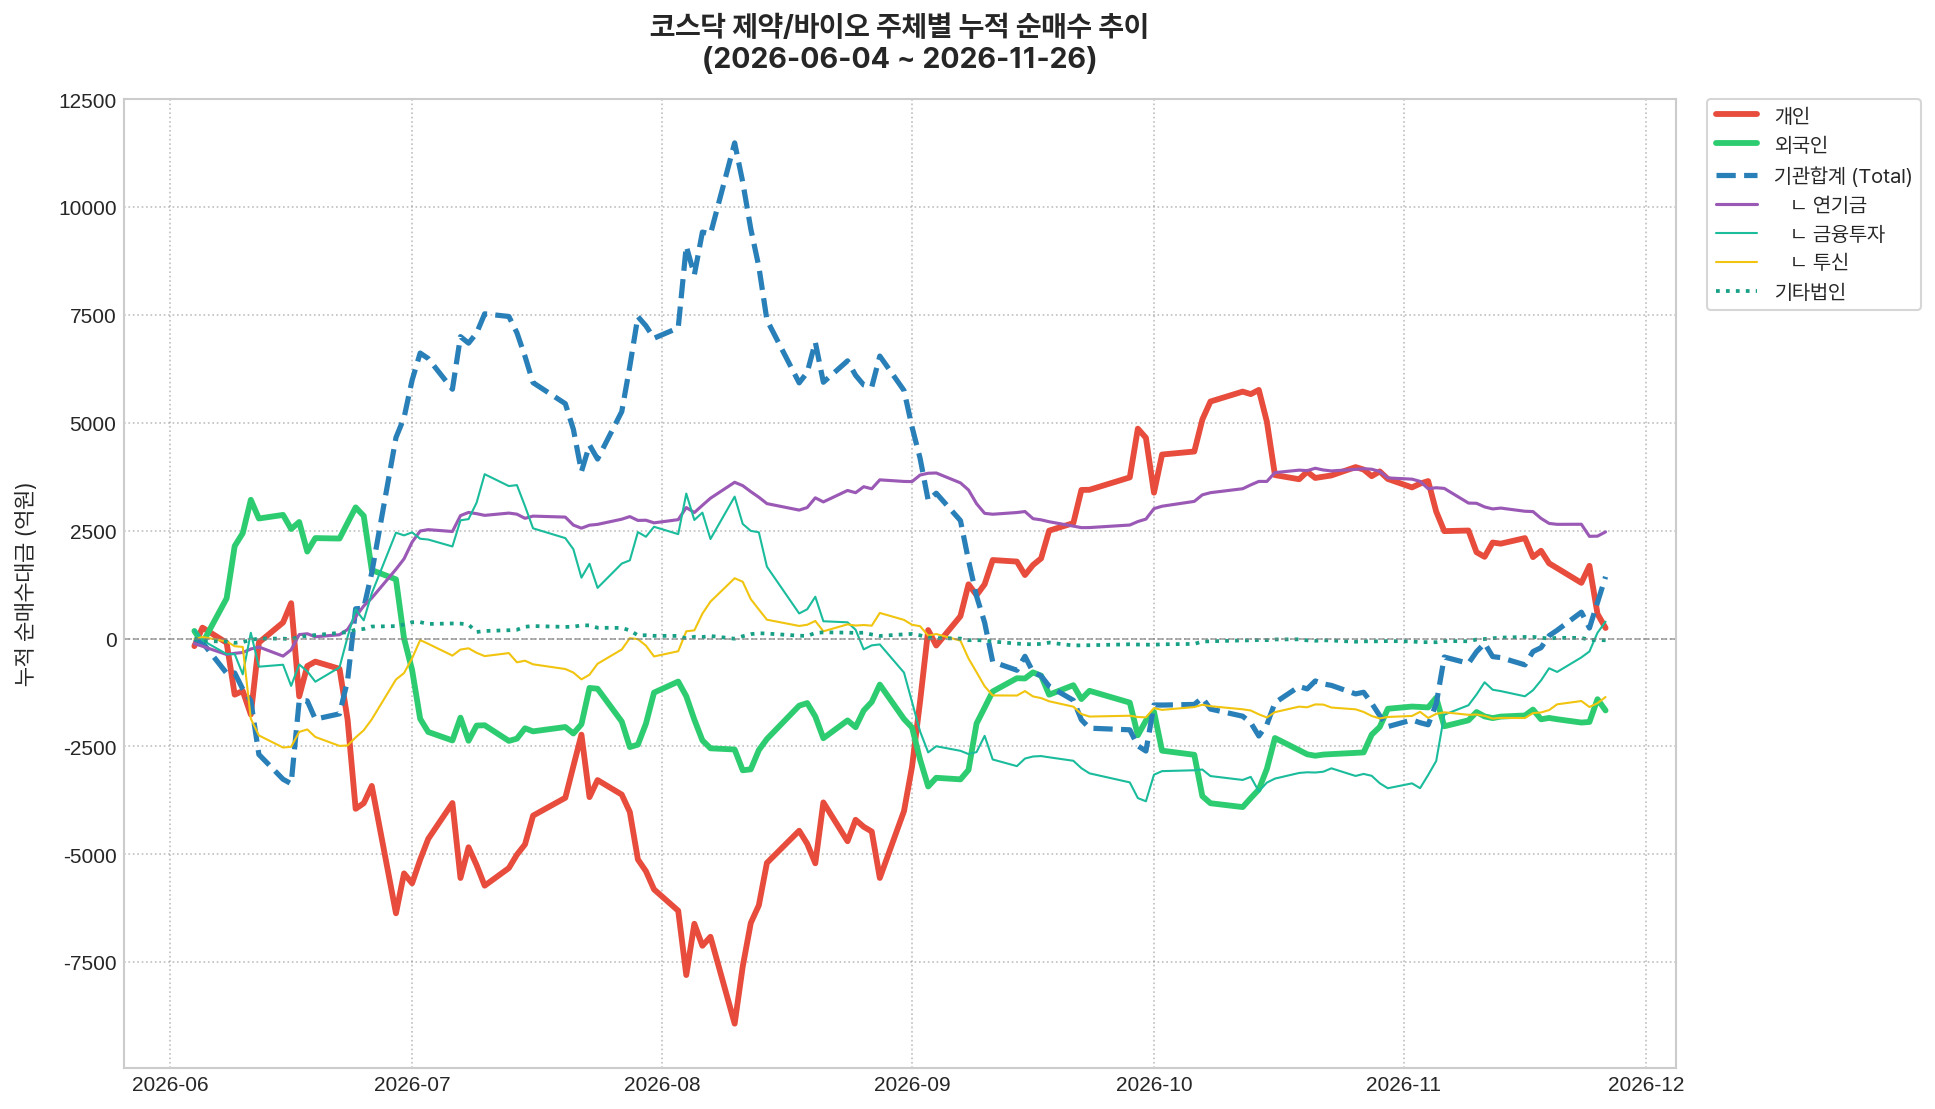 코스닥 제약/바이오 주체별 누적 순매수 추이
(2026-06-04 ~ 2026-11-26)
누적 순매수대금 (억원)
12500
10000
7500
5000
2500
0
-2500
-5000
-7500
2026-06
2026-07
2026-08
2026-09
2026-10
2026-11
2026-12
개인
외국인
기관합계 (Total)
ㄴ 연기금
ㄴ 금융투자
ㄴ 투신
기타법인